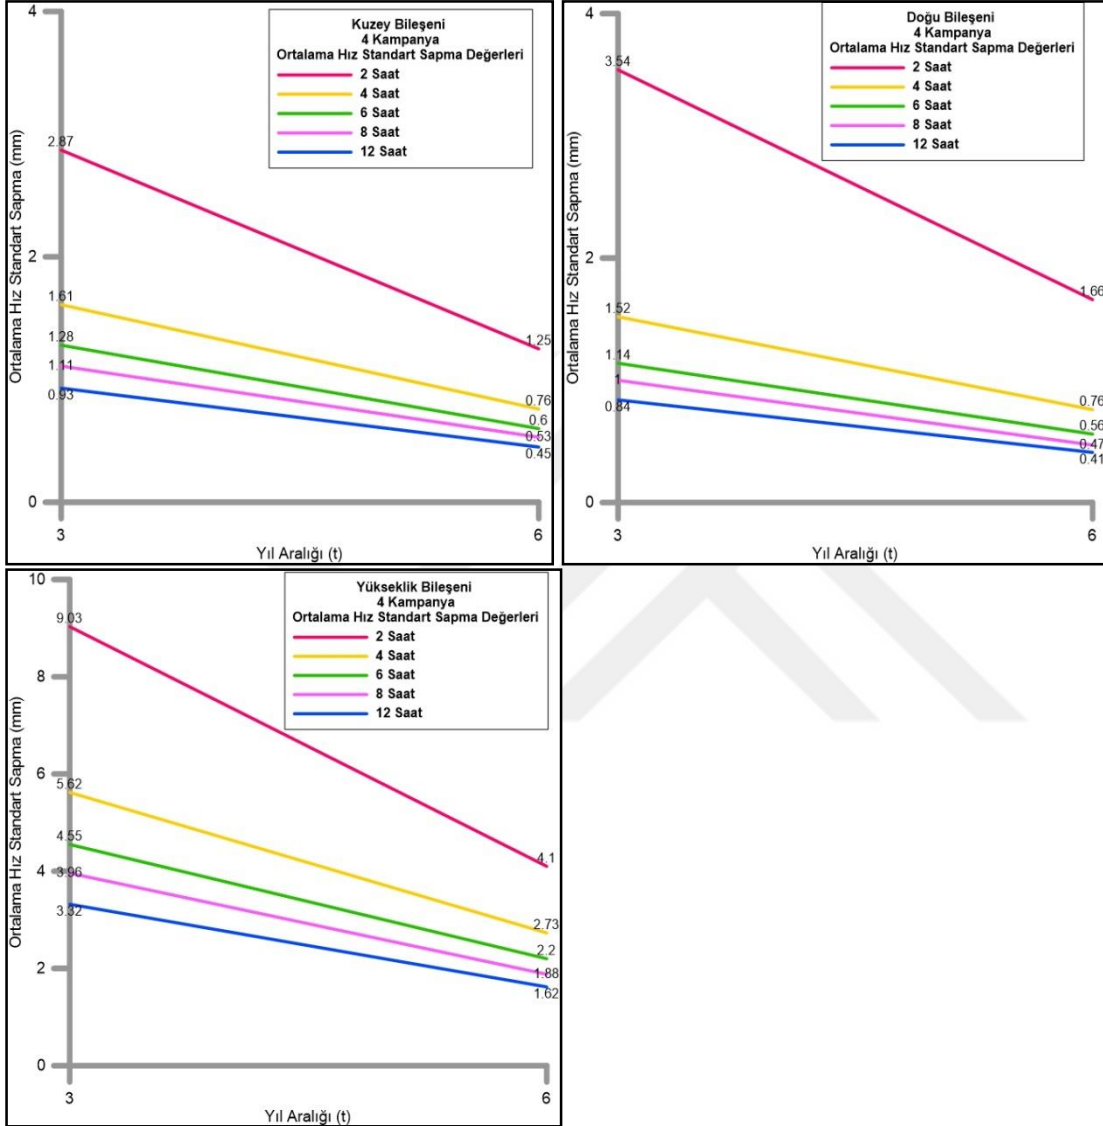 Kuzey Bileşeni
4 Kampanya
Ortalama Hız Standart Sapma Değerleri
2 Saat
4 Saat
6 Saat
8 Saat
12 Saat
Ortalama Hız Standart Sapma (mm)
4
2
0
2.87
1.61
1.28
1.11
0.93
1.25
0.76
0.6
0.53
0.45
3
6
Yıl Aralığı (t)
Doğu Bileşeni
4 Kampanya
Ortalama Hız Standart Sapma Değerleri
2 Saat
4 Saat
6 Saat
8 Saat
12 Saat
Ortalama Hız Standart Sapma (mm)
4
2
0
3.54
1.52
1.14
1
0.84
1.66
0.76
0.56
0.47
0.41
3
6
Yıl Aralığı (t)
Yükseklik Bileşeni
4 Kampanya
Ortalama Hız Standart Sapma Değerleri
2 Saat
4 Saat
6 Saat
8 Saat
12 Saat
Ortalama Hız Standart Sapma (mm)
10
8
6
4
2
0
9.03
5.62
4.55
3.96
3.32
4.1
2.73
2.2
1.88
1.62
3
6
Yıl Aralığı (t)